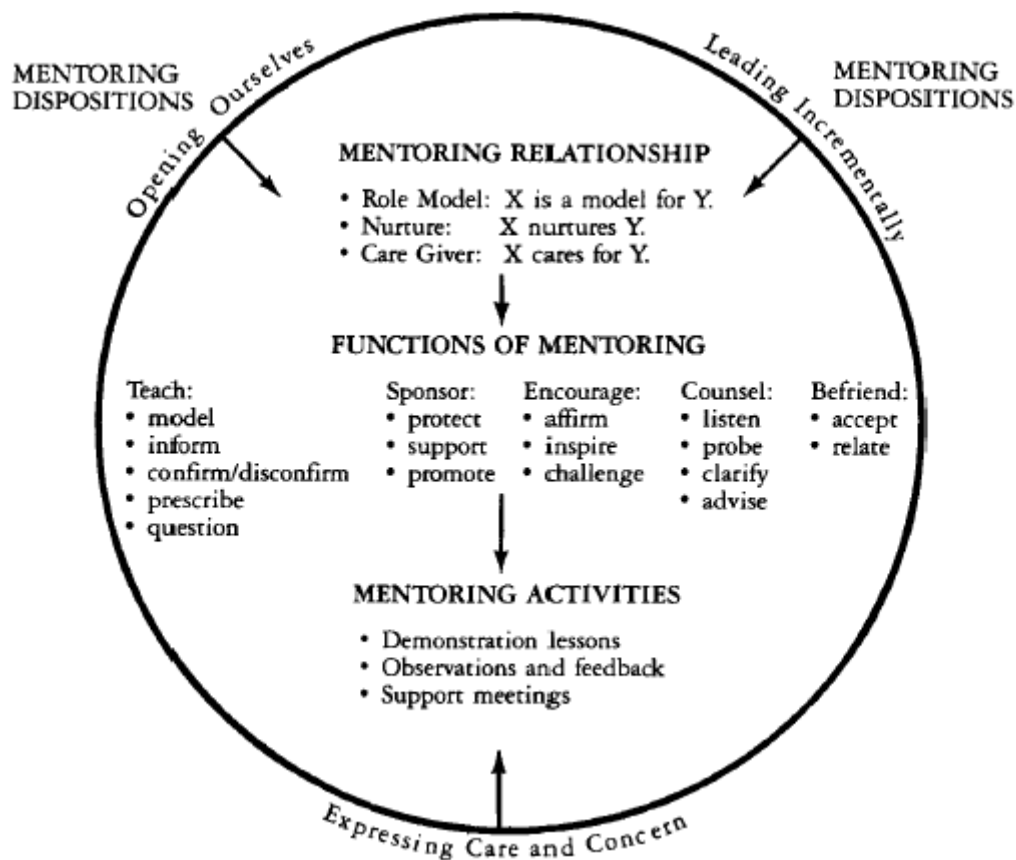 MENTORING
DISPOSITIONS
Opening Ourselves
Leading Incrementally
MENTORING
DISPOSITIONS
MENTORING RELATIONSHIP
• Role Model: X is a model for Y.
• Nurture: X nurtures Y.
• Care Giver: X cares for Y.
FUNCTIONS OF MENTORING
Teach:
• model
• inform
• confirm/disconfirm
• prescribe
• question
Sponsor:
• protect
• support
• promote
Encourage:
• affirm
• inspire
• challenge
Counsel:
• listen
• probe
• clarify
• advise
Befriend:
• accept
• relate
MENTORING ACTIVITIES
• Demonstration lessons
• Observations and feedback
• Support meetings
Expressing Care and Concern